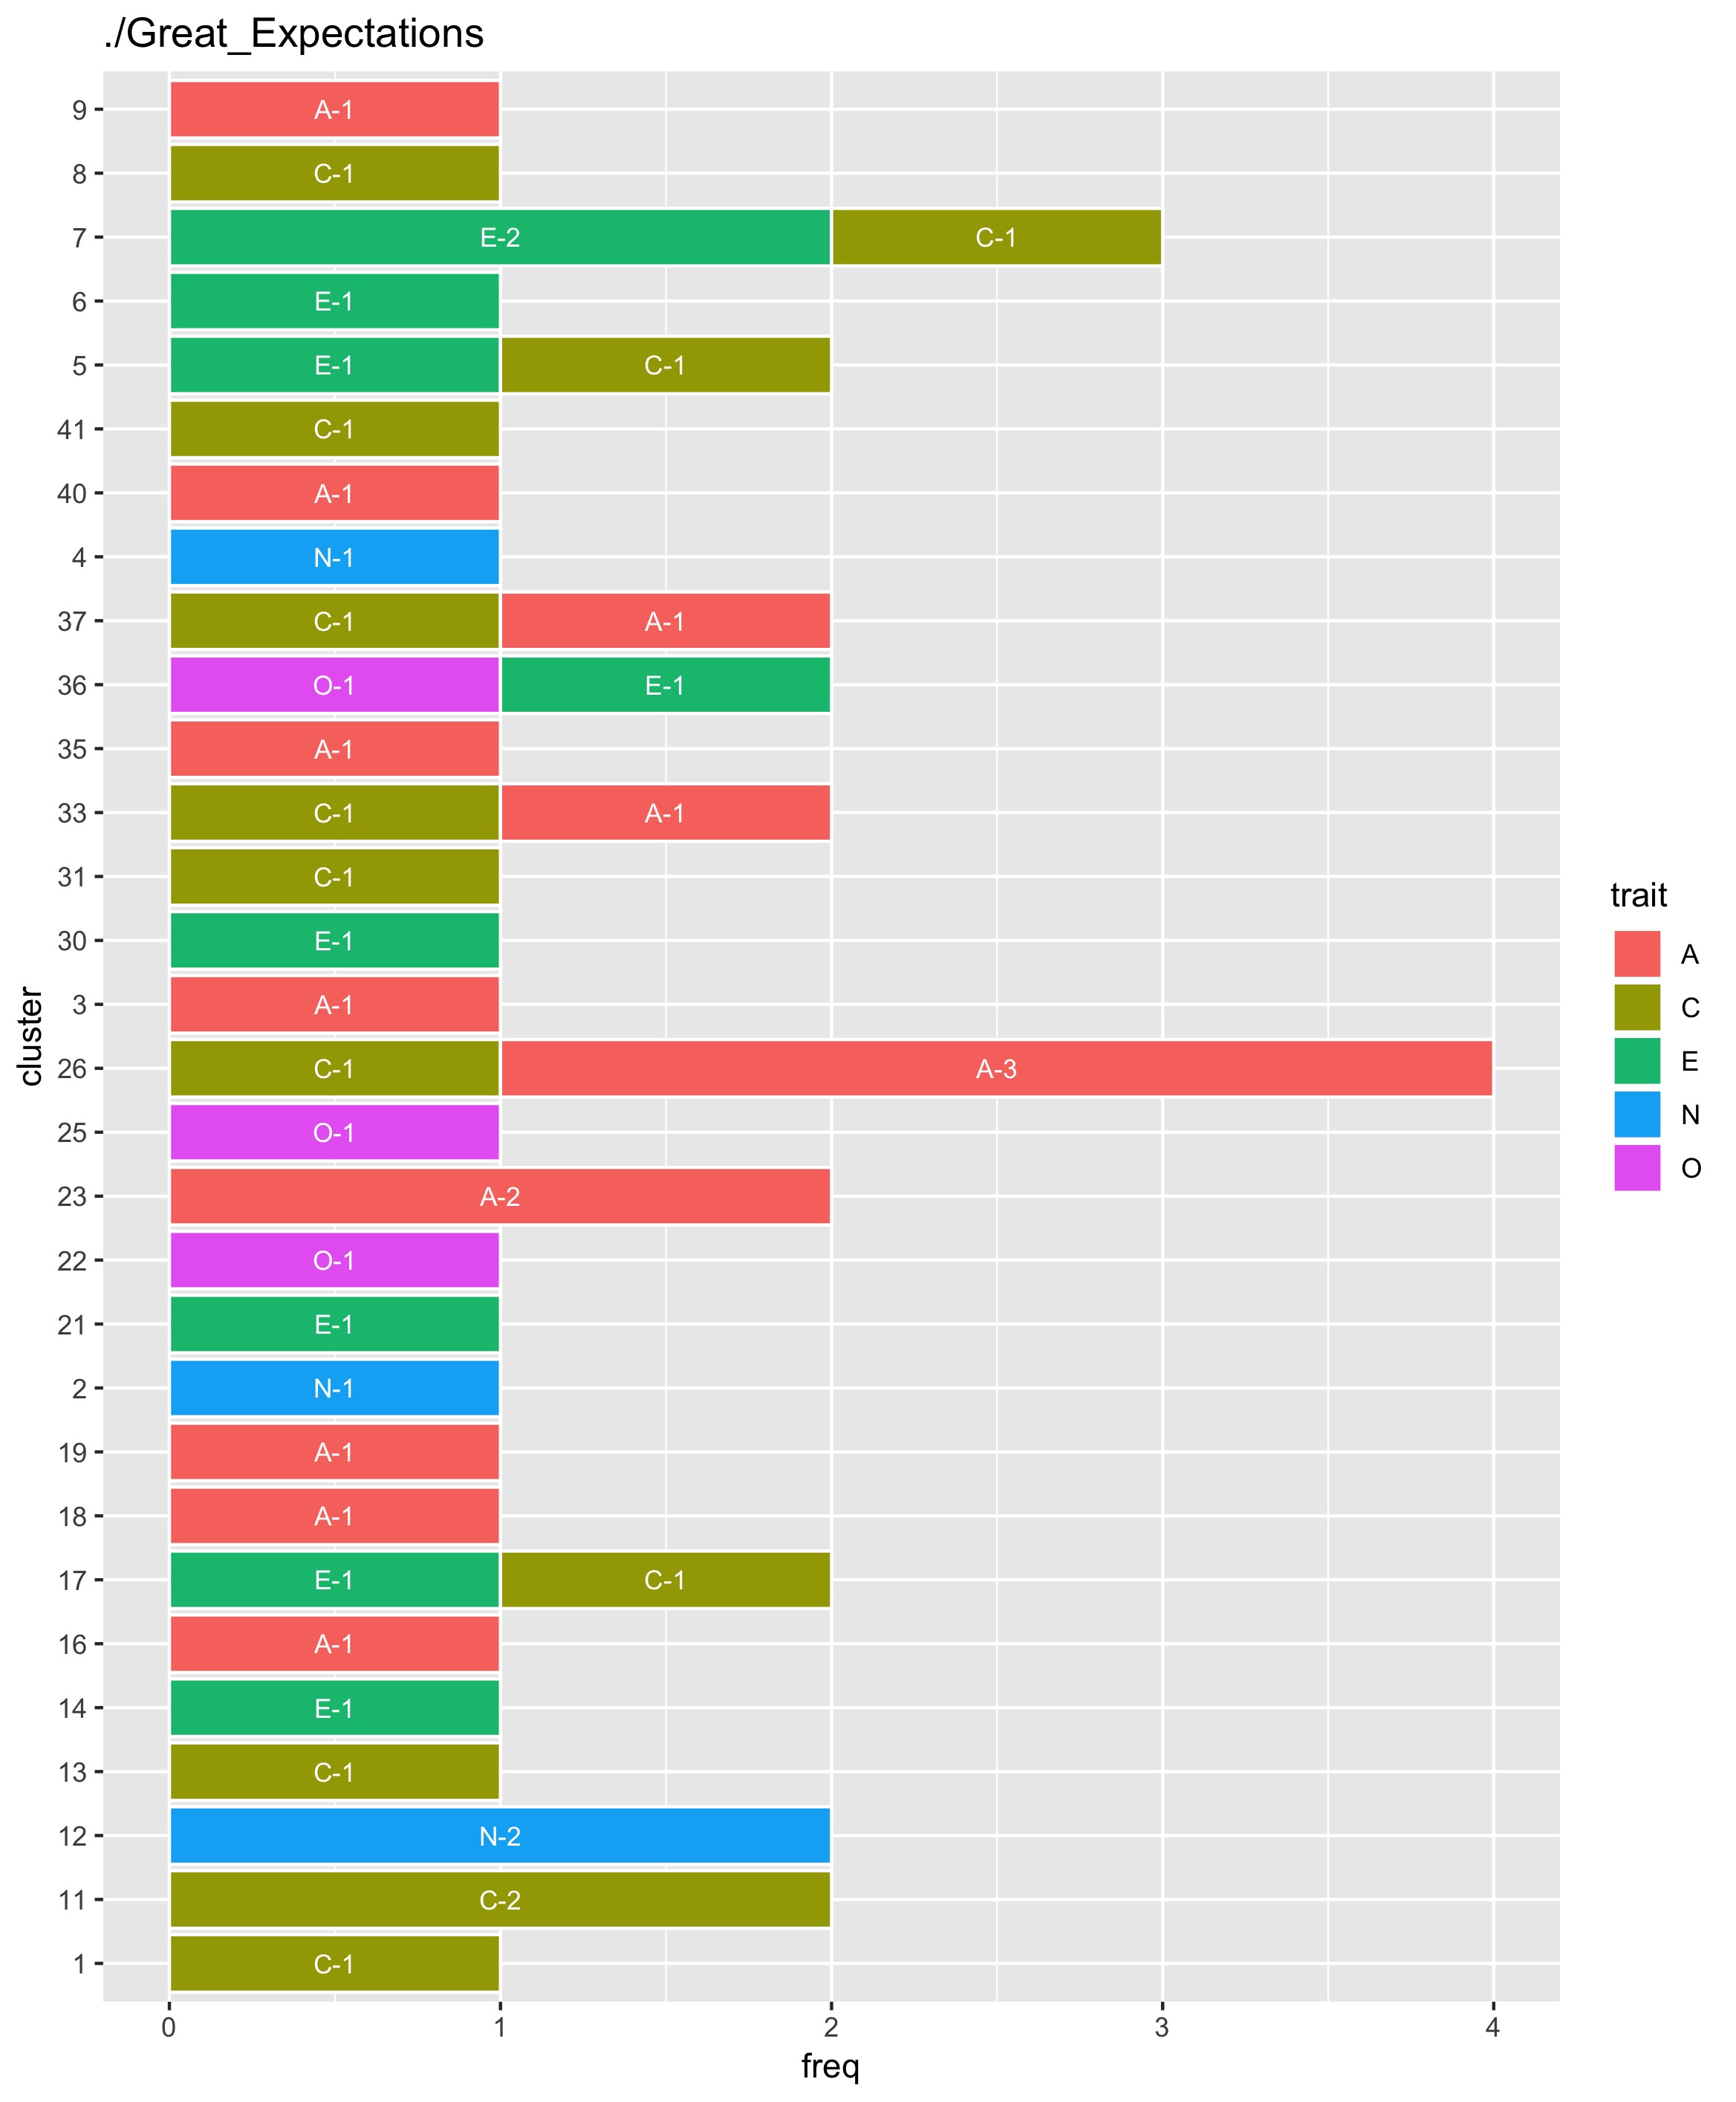 ./Great_Expectations
9 A-1
8 C-1
7 E-2 C-1
6 E-1
5 E-1 C-1
41 C-1
40 A-1
4 N-1
37 C-1 A-1
36 O-1 E-1
35 A-1
33 C-1 A-1
31 C-1
30 E-1
3 A-1
26 C-1 A-3
25 O-1
23 A-2
22 O-1
21 E-1
2 N-1
19 A-1
18 A-1
17 E-1 C-1
16 A-1
14 E-1
13 C-1
12 N-2
11 C-2
1 C-1
0 1 2 3 4
freq
cluster
trait
A
C
E
N
O